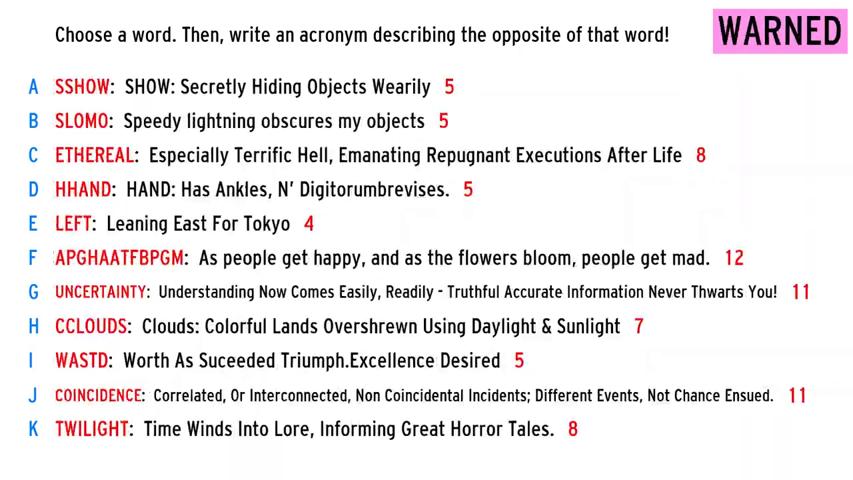 Choose a word. Then, write an acronym describing the opposite of that word!
WARNED
A SSHOW: SHOW: Secretly Hiding Objects Wearily 5
B SLOMO: Speedy lightning obscures my objects 5
C ETHEREAL: Especially Terrific Hell, Emanating Repugnant Executions After Life 8
D HHAND: HAND: Has Ankles, N' Digitorumbrevises. 5
E LEFT: Leaning East For Tokyo 4
F APGHAATFBPGM: As people get happy, and as the flowers bloom, people get mad. 12
G UNCERTAINTY: Understanding Now Comes Easily, Readily - Truthful Accurate Information Never Thwarts You! 11
H CCLOUDS: Clouds: Colorful Lands Overshrewn Using Daylight & Sunlight 7
I WASTD: Worth As Suceeded Triumph.Excellence Desired 5
J COINCIDENCE: Correlated, Or Interconnected, Non Coincidental Incidents; Different Events, Not Chance Ensued. 11
K TWILIGHT: Time Winds Into Lore, Informing Great Horror Tales. 8